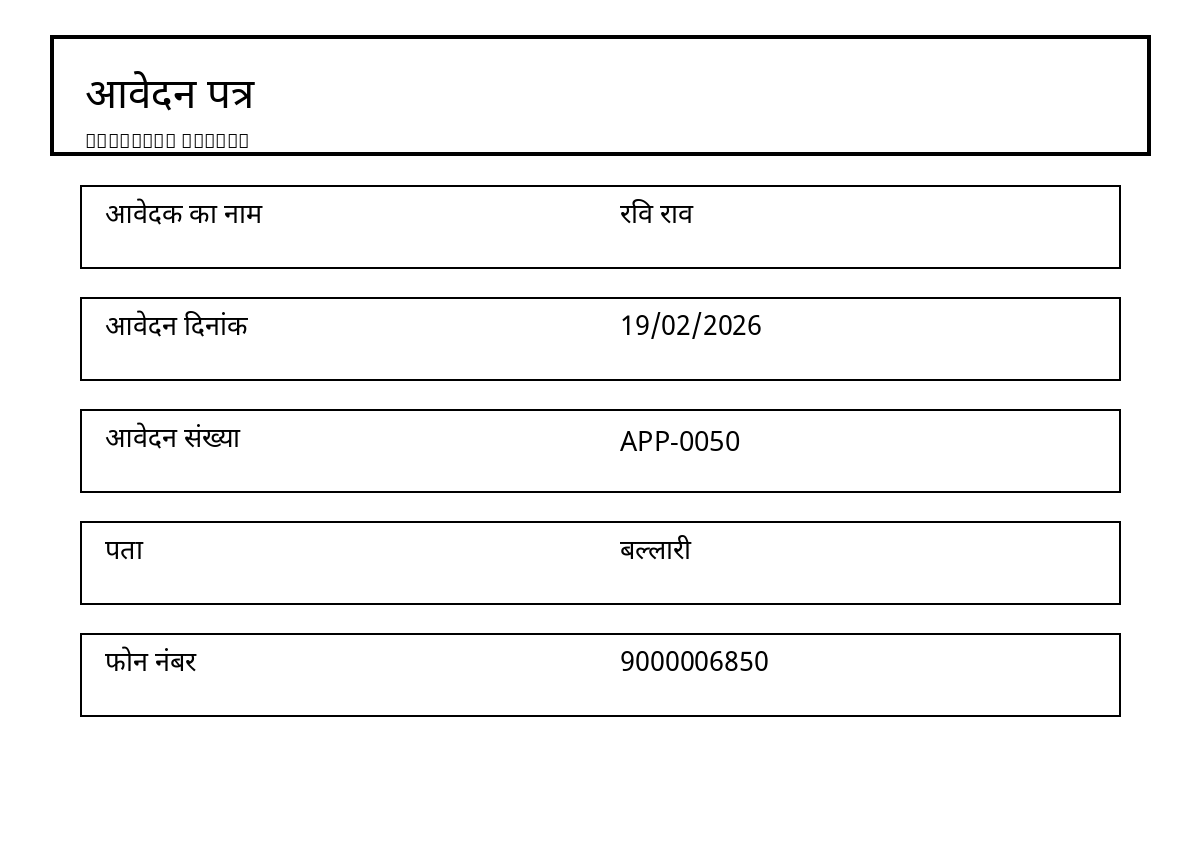 आवेदन पत्र
आवेदक का नाम रवि राव
आवेदन दिनांक 19/02/2026
आवेदन संख्या APP-0050
पता बल्लारी
फोन नंबर 9000006850